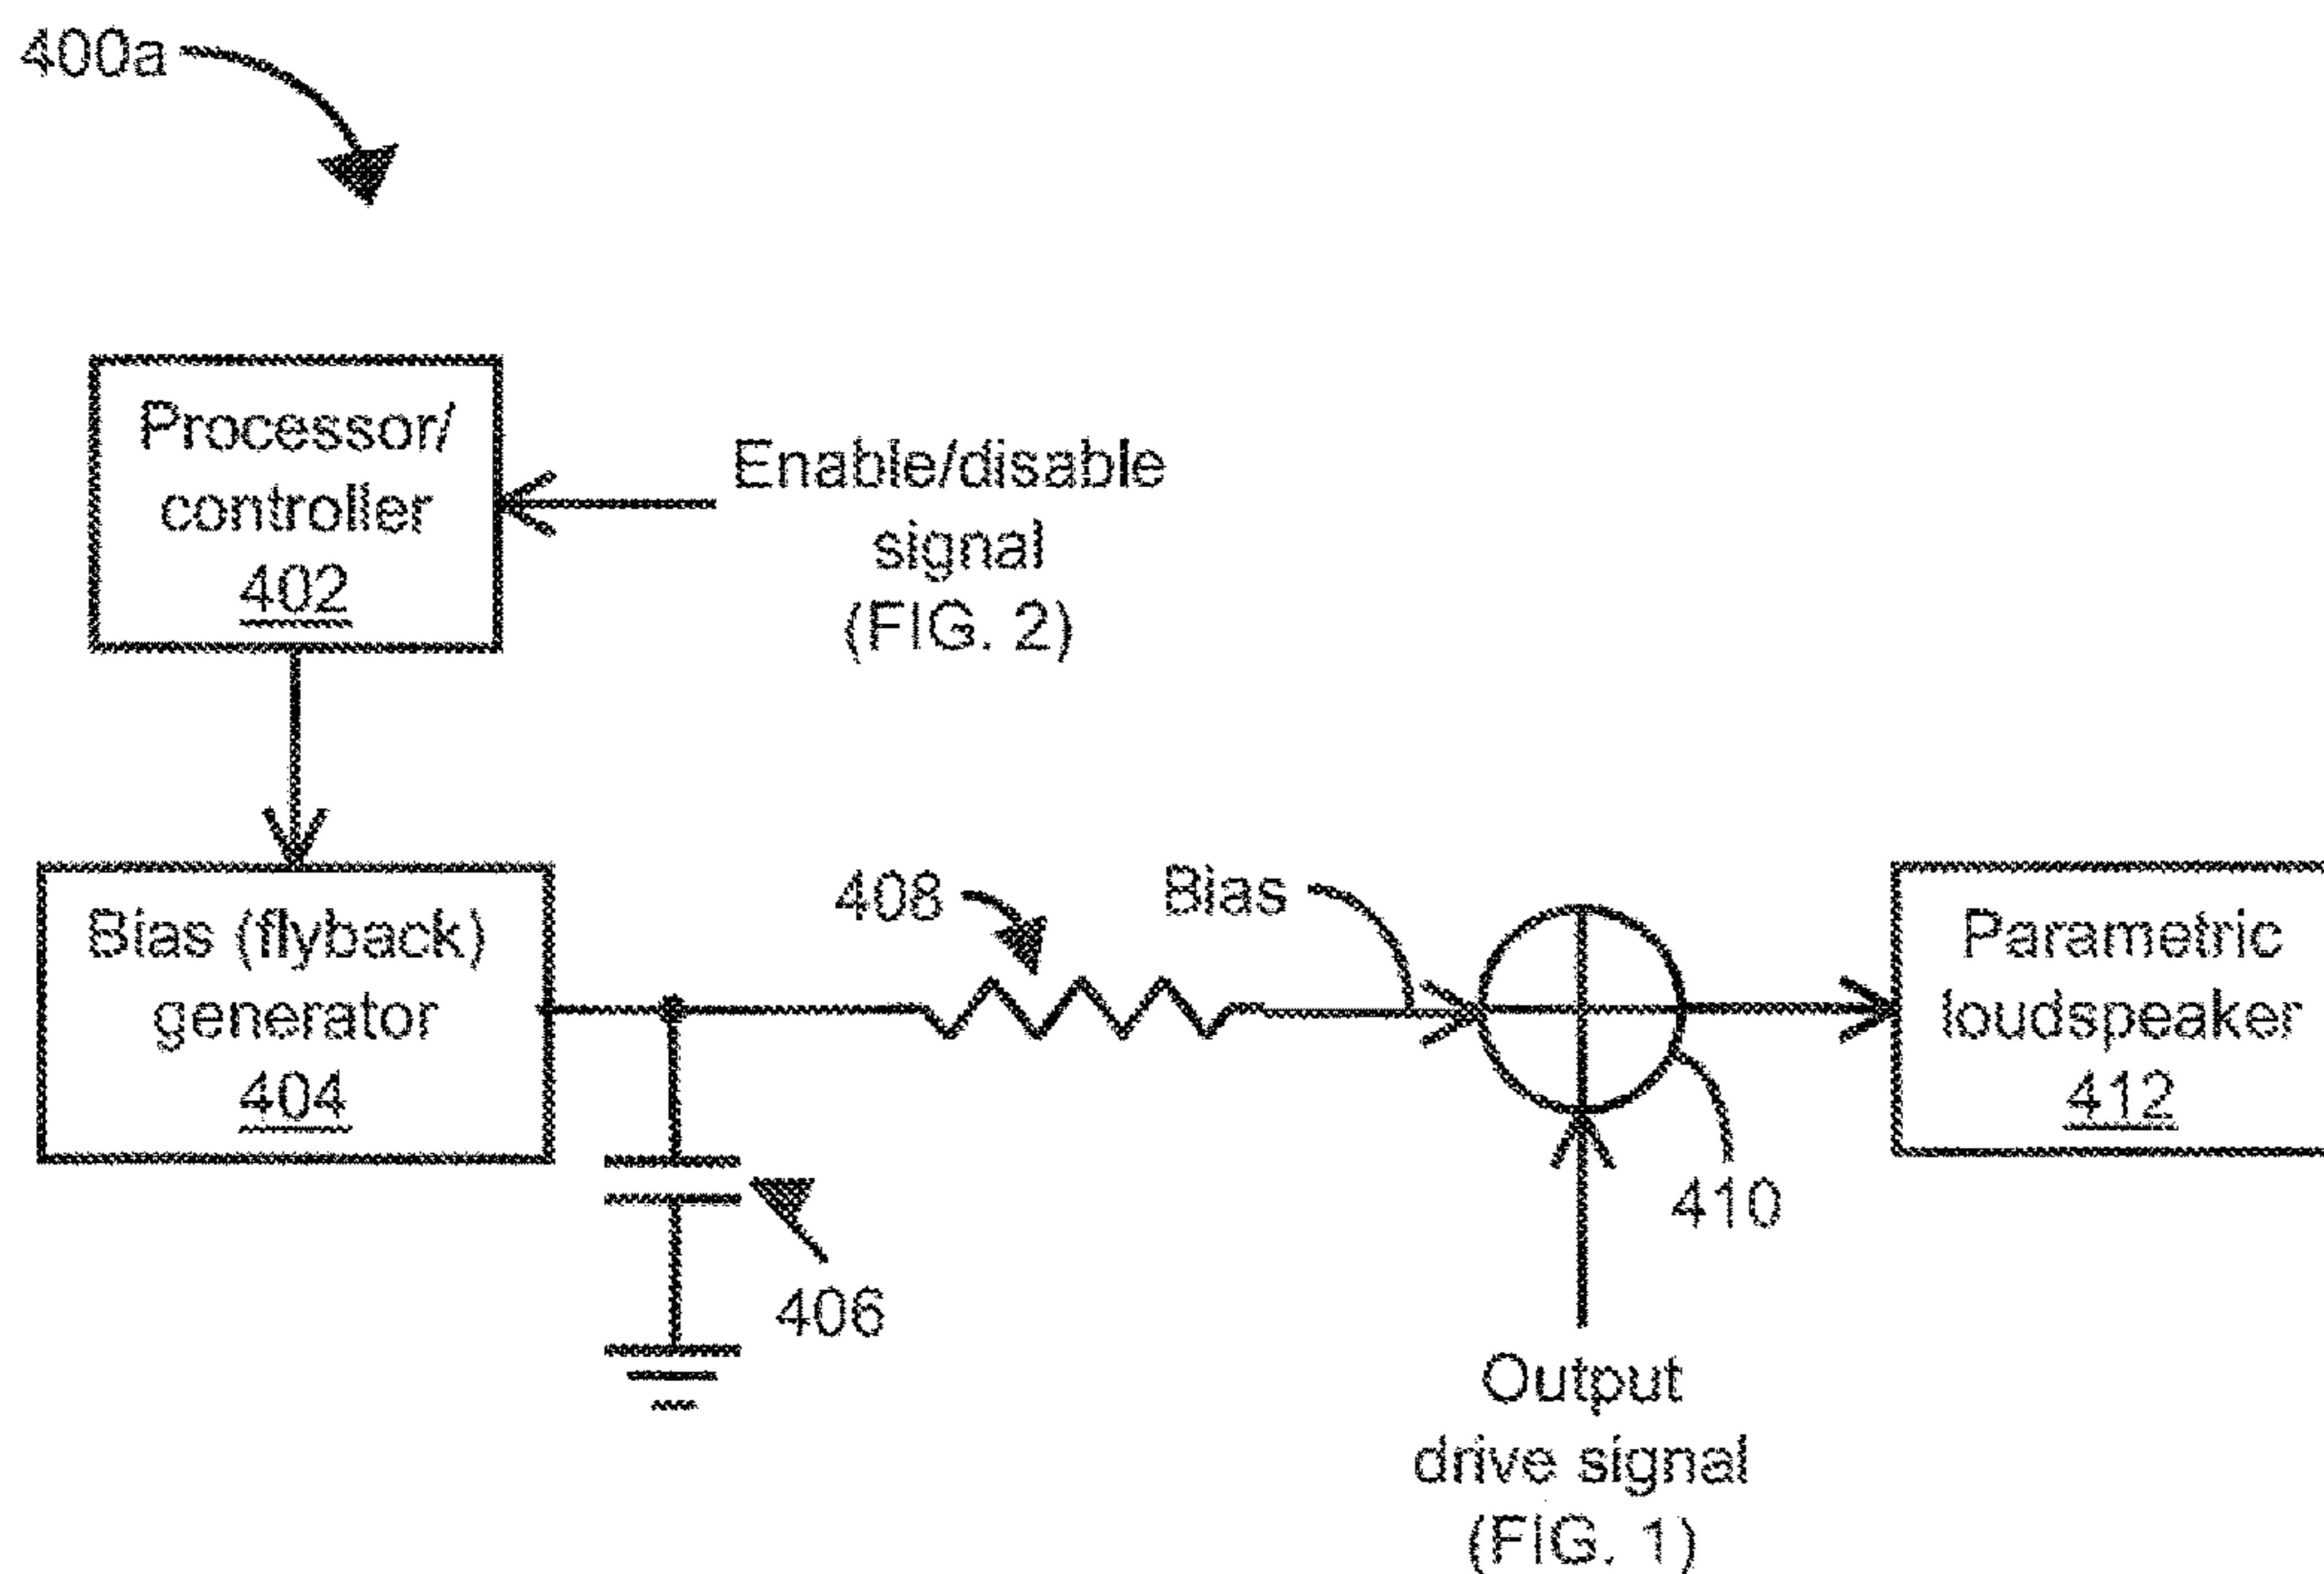 400a
Processor/
controller
402
Enable/disable
signal
(FIG. 2)
Bias (flyback)
generator
404
408
Bias
Parametric
loudspeaker
412
410
406
Output
drive signal
(FIG. 1)